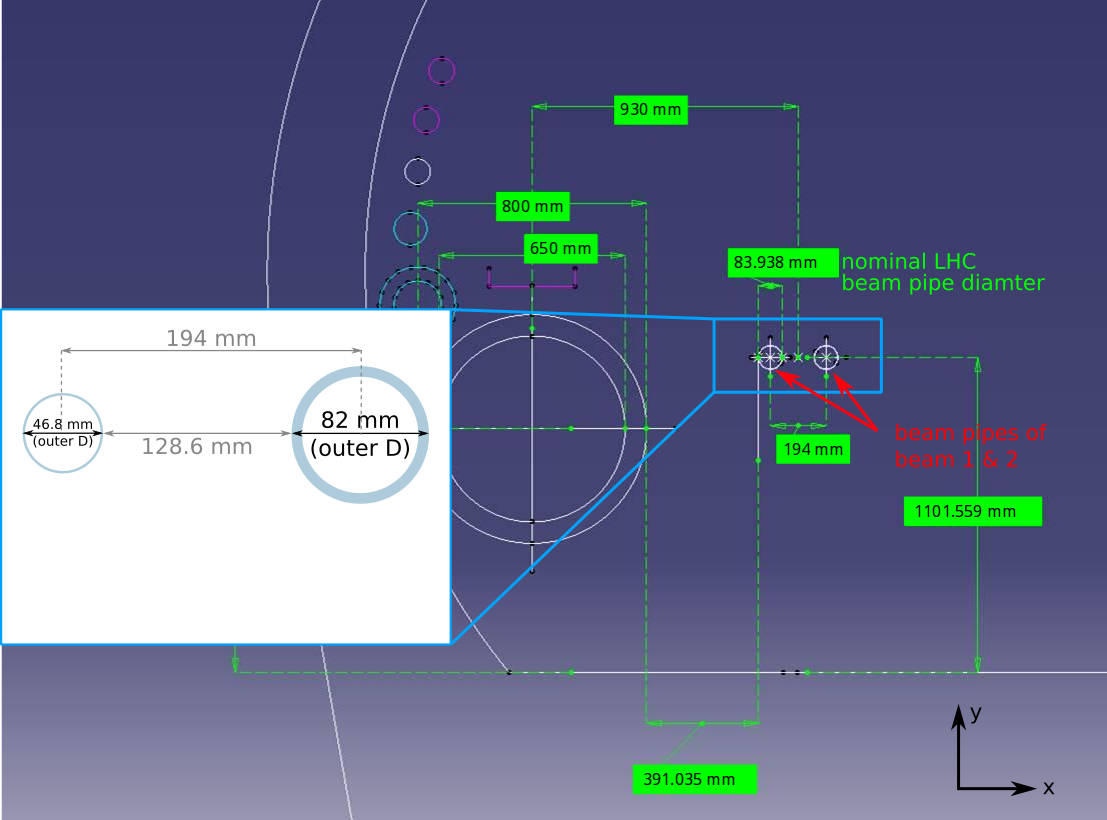 930 mm
800 mm
650 mm
83.938 mm
nominal LHC
beam pipe diamter
194 mm
46.8 mm
(outer D)
128.6 mm
82 mm
(outer D)
beam pipes of
beam 1 & 2
194 mm
1101.559 mm
391.035 mm
y
x